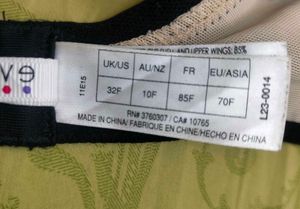 AND UPPER WINGS: 85%
UK/US AU/NZ FR EU/ASIA
32F 10F 85F 70F
RN# 3760307 / CA# 10765
MADE IN CHINA/ FABRIQUE EN CHINE/HECHO EN CHINA
11E15
L23-0014
ve